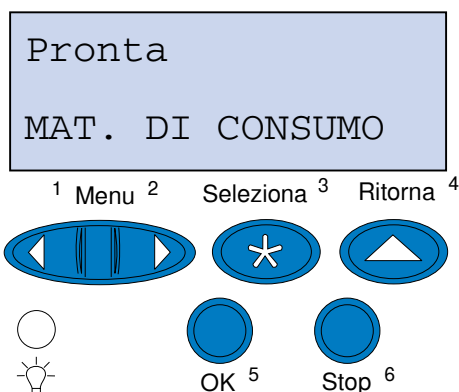 Pronta
MAT. DI CONSUMO
1 Menu 2 Seleziona 3 Ritorna 4
OK 5 Stop 6